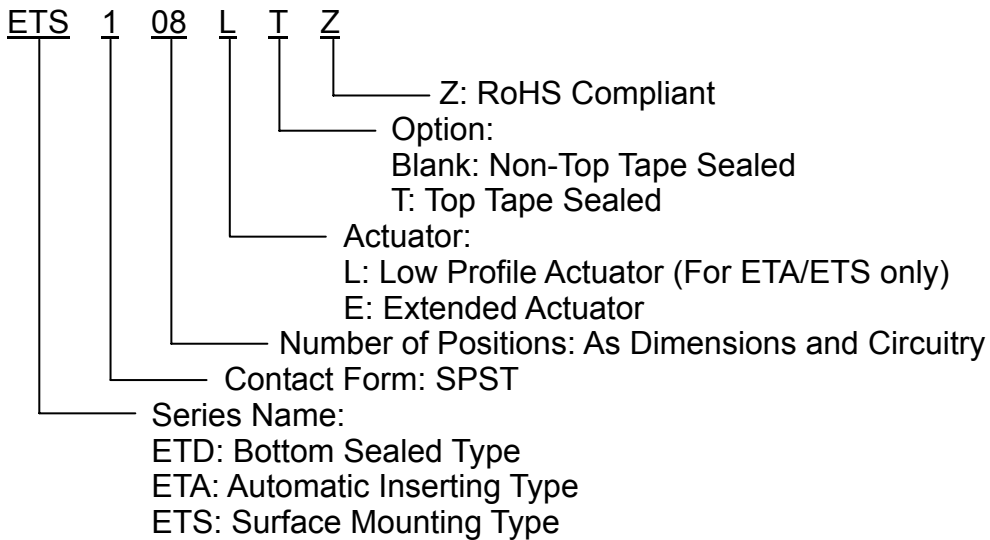 ETS 1 08 L T Z
Z: RoHS Compliant
Option:
Blank: Non-Top Tape Sealed
T: Top Tape Sealed
Actuator:
L: Low Profile Actuator (For ETA/ETS only)
E: Extended Actuator
Number of Positions: As Dimensions and Circuitry
Contact Form: SPST
Series Name:
ETD: Bottom Sealed Type
ETA: Automatic Inserting Type
ETS: Surface Mounting Type